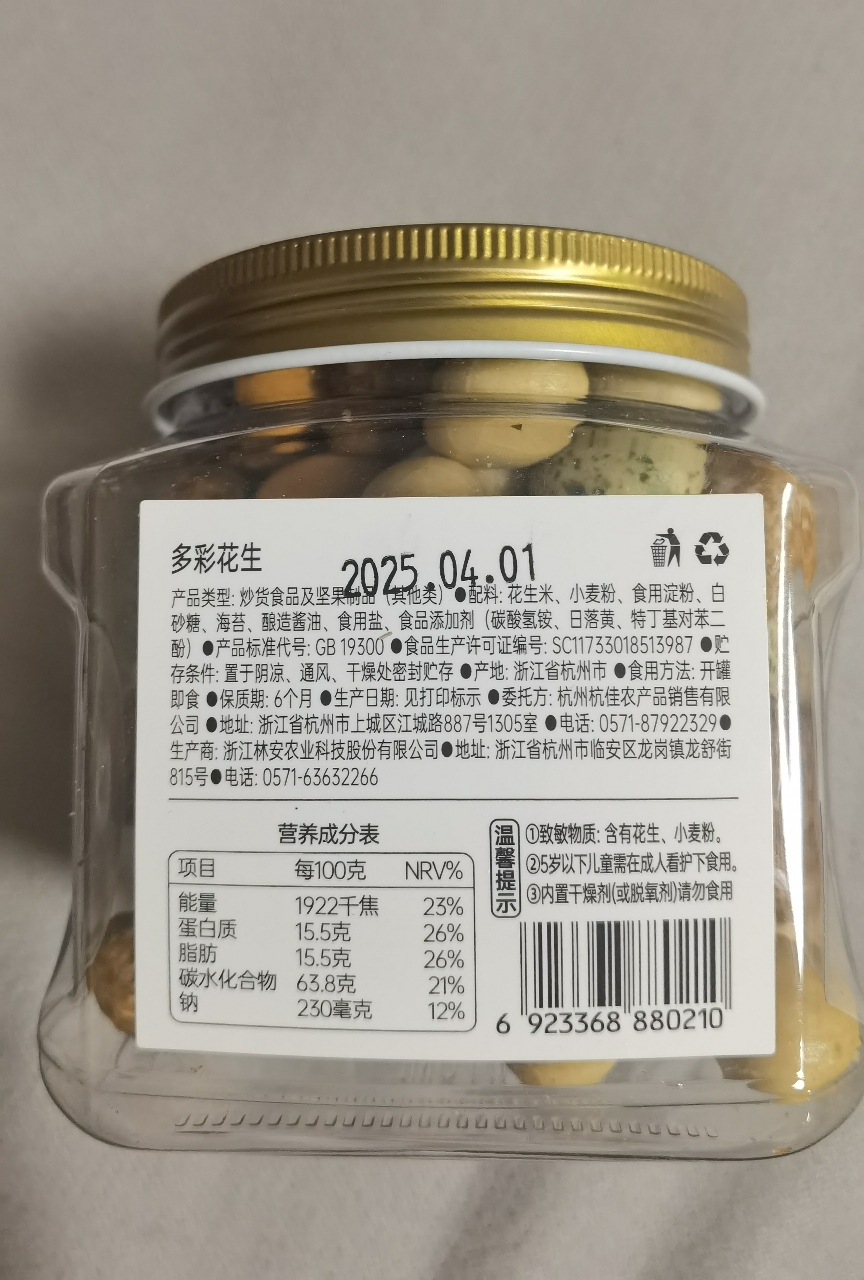 多彩花生
2025.04.01
产品类型: 炒货食品及坚果制品（其他类）●配料: 花生米、小麦粉、食用淀粉、白
砂糖、海苔、酿造酱油、食用盐、食品添加剂（碳酸氢铵、日落黄、特丁基对苯二
酚）●产品标准代号: GB 19300 ●食品生产许可证编号: SC11733018513987 ●贮
存条件: 置于阴凉、通风、干燥处密封贮存 ●产地: 浙江省杭州市 ●食用方法: 开罐
即食 ●保质期: 6个月 ●生产日期: 见打印标示 ●委托方: 杭州杭佳农产品销售有限
公司 ●地址: 浙江省杭州市上城区江城路887号1305室 ●电话: 0571-87922329●
生产商: 浙江林安农业科技股份有限公司●地址: 浙江省杭州市临安区龙岗镇龙舒街
815号●电话: 0571-63632266
营养成分表
项目 每100克 NRV%
能量 1922千焦 23%
蛋白质 15.5克 26%
脂肪 15.5克 26%
碳水化合物 63.8克 21%
钠 230毫克 12%
温馨提示
①致敏物质: 含有花生、小麦粉。
②5岁以下儿童需在成人看护下食用。
③内置干燥剂(或脱氧剂)请勿食用
6 923368 880210